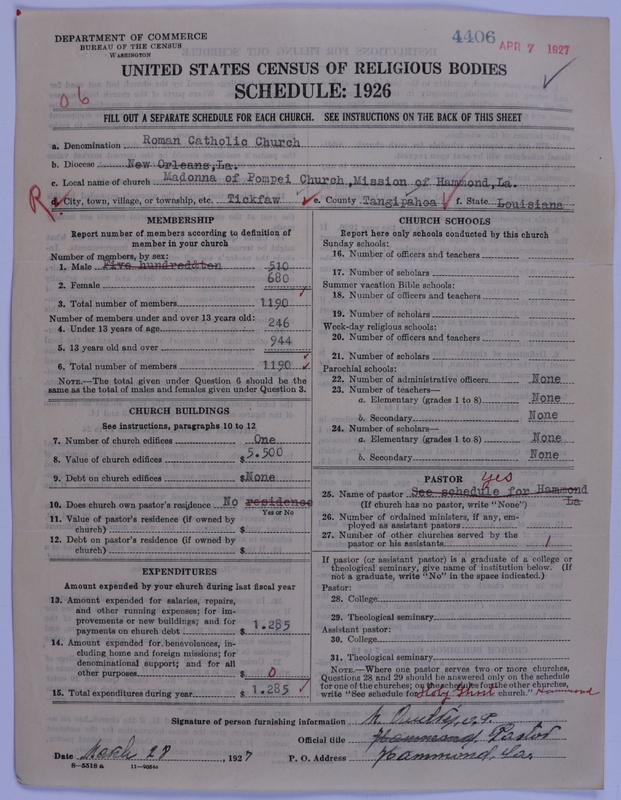 DEPARTMENT OF COMMERCE
BUREAU OF THE CENSUS
WASHINGTON
4406 APR 7 1927
UNITED STATES CENSUS OF RELIGIOUS BODIES
SCHEDULE: 1926
06
FILL OUT A SEPARATE SCHEDULE FOR EACH CHURCH. SEE INSTRUCTIONS ON THE BACK OF THIS SHEET
a. Denomination Roman Catholic Church
b. Diocese New Orleans,La.
c. Local name of church Madonna of Pompei Church,Mission of Hammond,La.
R d. City, town, village, or township, etc. Tickfaw e. County Tangipahoa f. State Louisiana
MEMBERSHIP
Report number of members according to definition of
member in your church
Number of members, by sex:
1. Male Five hundred&ten 510
2. Female 680
3. Total number of members 1190
Number of members under and over 13 years old:
4. Under 13 years of age 246
5. 13 years old and over 944
6. Total number of members 1190
NOTE.—The total given under Question 6 should be the
same as the total of males and females given under Question 3.
CHURCH BUILDINGS
See instructions, paragraphs 10 to 12
7. Number of church edifices One
8. Value of church edifices $5.500
9. Debt on church edifices $None
10. Does church own pastor's residence No residence
Yes or No
11. Value of pastor's residence (if owned by
church) $
12. Debt on pastor's residence (if owned by
church) $
EXPENDITURES
Amount expended by your church during last fiscal year
13. Amount expended for salaries, repairs,
and other running expenses; for im-
provements or new buildings; and for
payments on church debt $ 1.285
14. Amount expended for benevolences, in-
cluding home and foreign missions; for
denominational support; and for all
other purposes $ 0
15. Total expenditures during year $ 1.285
CHURCH SCHOOLS
Report here only schools conducted by this church
Sunday schools:
16. Number of officers and teachers
17. Number of scholars
Summer vacation Bible schools:
18. Number of officers and teachers
19. Number of scholars
Week-day religious schools:
20. Number of officers and teachers
21. Number of scholars
Parochial schools:
22. Number of administrative officers None
23. Number of teachers—
a. Elementary (grades 1 to 8) None
b. Secondary None
24. Number of scholars—
a. Elementary (grades 1 to 8) None
b. Secondary None
PASTOR yes
25. Name of pastor See schedule for Hammond
(If church has no pastor, write "None") La
26. Number of ordained ministers, if any, em-
ployed as assistant pastors
27. Number of other churches served by the
pastor or his assistants 1
If pastor (or assistant pastor) is a graduate of a college or
theological seminary, give name of institution below. (If
not a graduate, write "No" in the space indicated.)
Pastor:
28. College
29. Theological seminary
Assistant pastor:
30. College
31. Theological seminary
NOTE.—Where one pastor serves two or more churches,
Questions 28 and 29 should be answered only on the schedule
for one of the churches; on the schedules for the other churches,
write "See schedule for Holy Ghost church." Hammond
Signature of person furnishing information
Official title Hammond, Pastor
Date March 28, 1927 P. O. Address Hammond, La.
8—5518 a